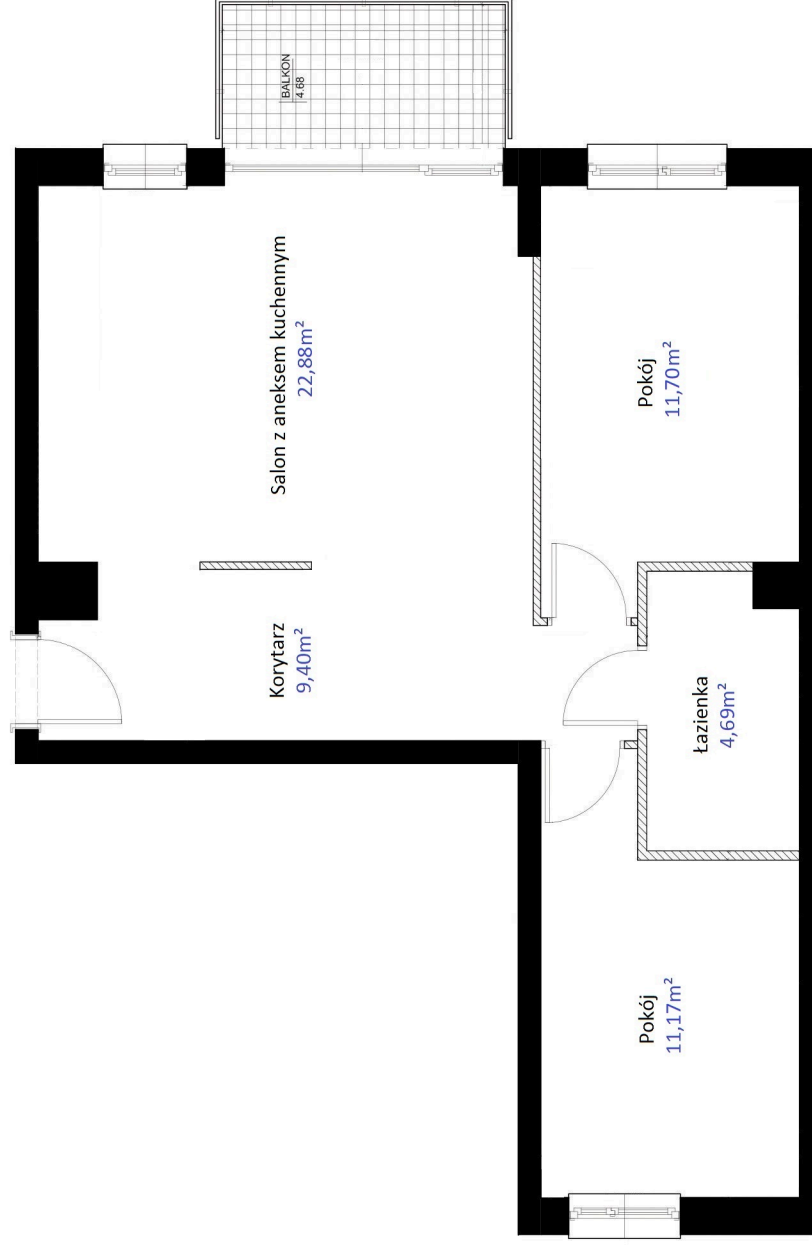 BALKON
4.68
Salon z aneksem kuchennym
22,88m²
Pokój
11,70m²
Korytarz
9,40m²
Łazienka
4,69m²
Pokój
11,17m²